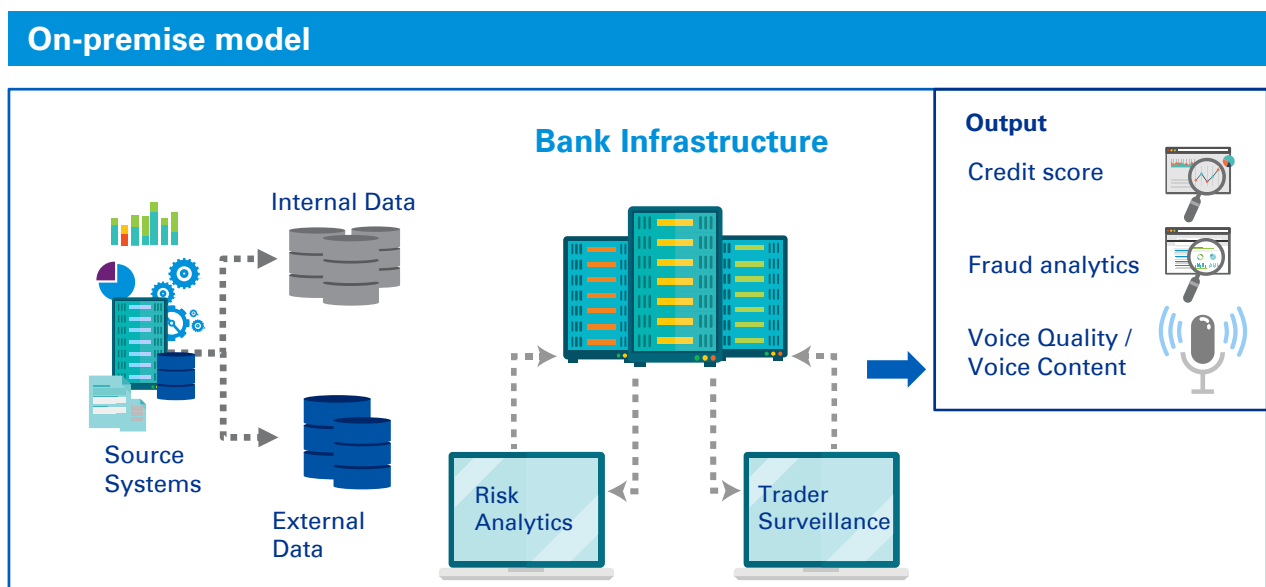 On-premise model
Bank Infrastructure
Internal Data
Source
Systems
External
Data
Risk
Analytics
Trader
Surveillance
Output
Credit score
Fraud analytics
Voice Quality /
Voice Content